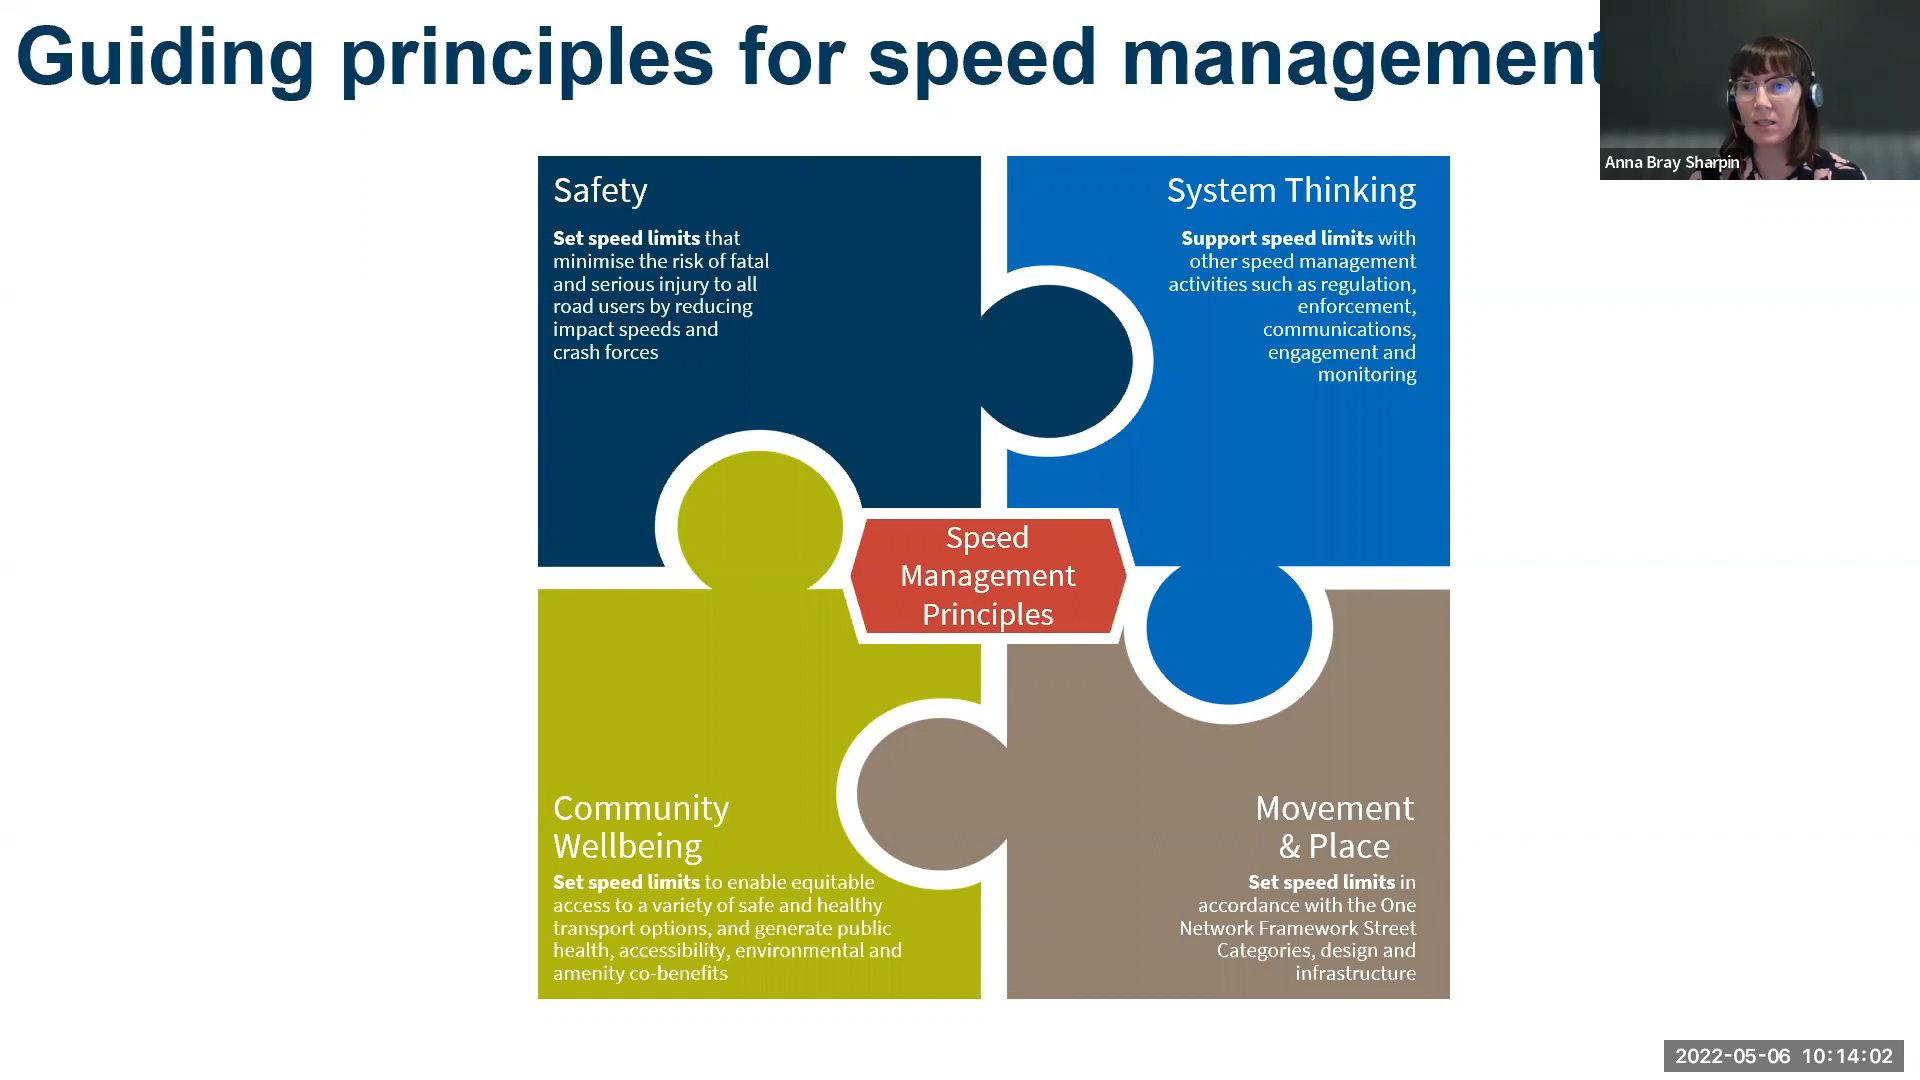 Guiding principles for speed management
Anna Bray Sharpin
Safety
Set speed limits that
minimise the risk of fatal
and serious injury to all
road users by reducing
impact speeds and
crash forces
System Thinking
Support speed limits with
other speed management
activities such as regulation,
enforcement,
communications,
engagement and
monitoring
Speed
Management
Principles
Community
Wellbeing
Set speed limits to enable equitable
access to a variety of safe and healthy
transport options, and generate public
health, accessibility, environmental and
amenity co-benefits
Movement
& Place
Set speed limits in
accordance with the One
Network Framework Street
Categories, design and
infrastructure
2022-05-06 10:14:02